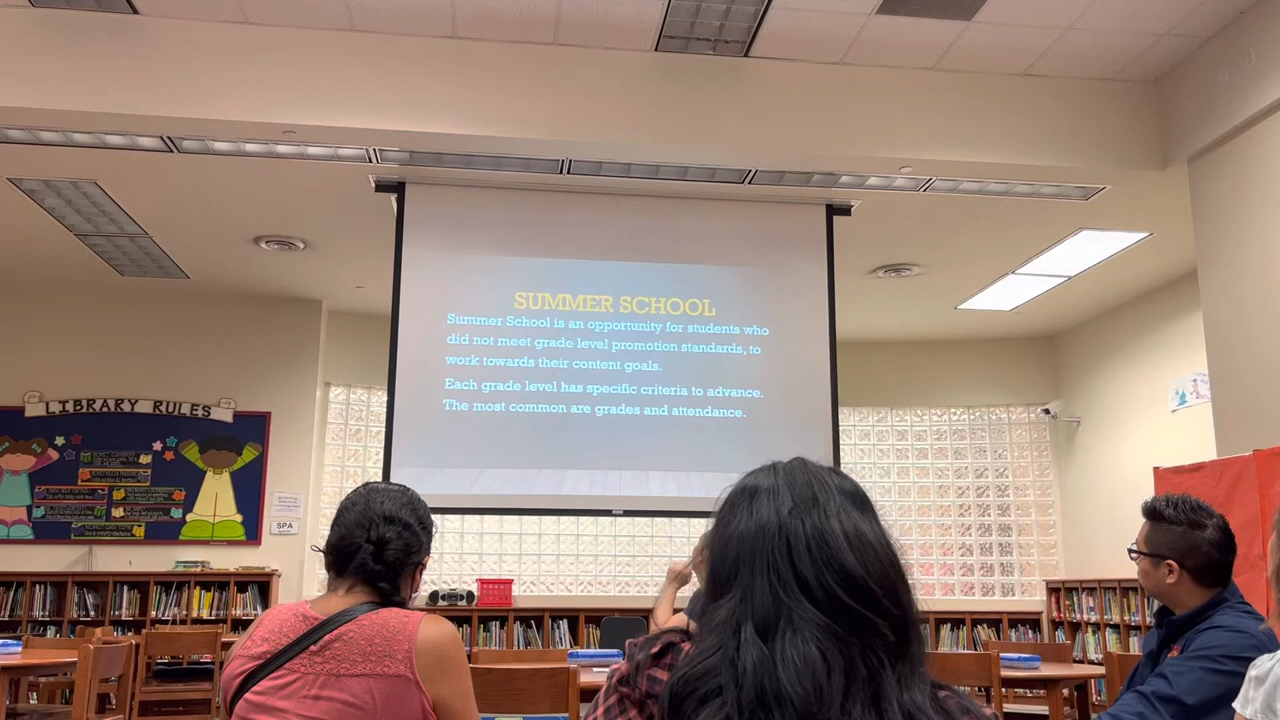 SUMMER SCHOOL
Summer School is an opportunity for students who
did not meet grade level promotion standards, to
work towards their content goals.
Each grade level has specific criteria to advance.
The most common are grades and attendance.
LIBRARY RULES
SPA